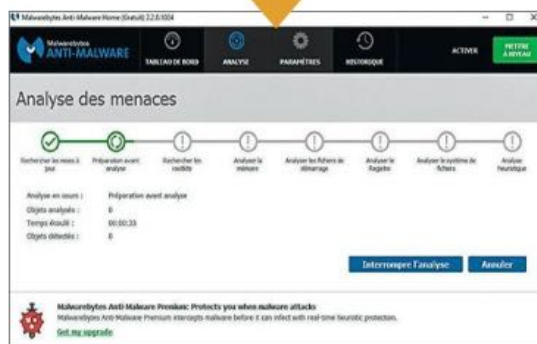 Malwarebytes Anti-Malware Home (Gratuit) 2.2.0.1024
Malwarebytes
ANTI-MALWARE
TABLEAU DE BORD
ANALYSE
PARAMÈTRES
HISTORIQUE
ACTIVER
METTRE
À NIVEAU
Analyse des menaces
Rechercher les mises à
jour
Préparation avant
analyse
Rechercher les
rootkits
Analyser la
mémoire
Analyser les fichiers de
démarrage
Analyser le
Registre
Analyser le système de
fichiers
Analyse
heuristique
Analyse en cours : Préparation avant analyse
Objets analysés : 0
Temps écoulé : 00:00:33
Objets détectés : 0
Interrompre l'analyse
Annuler
Malwarebytes Anti-Malware Premium: Protects you when malware attacks
Malwarebytes Anti-Malware Premium intercepts malware before it can infect with real-time heuristic protection.
Get my upgrade